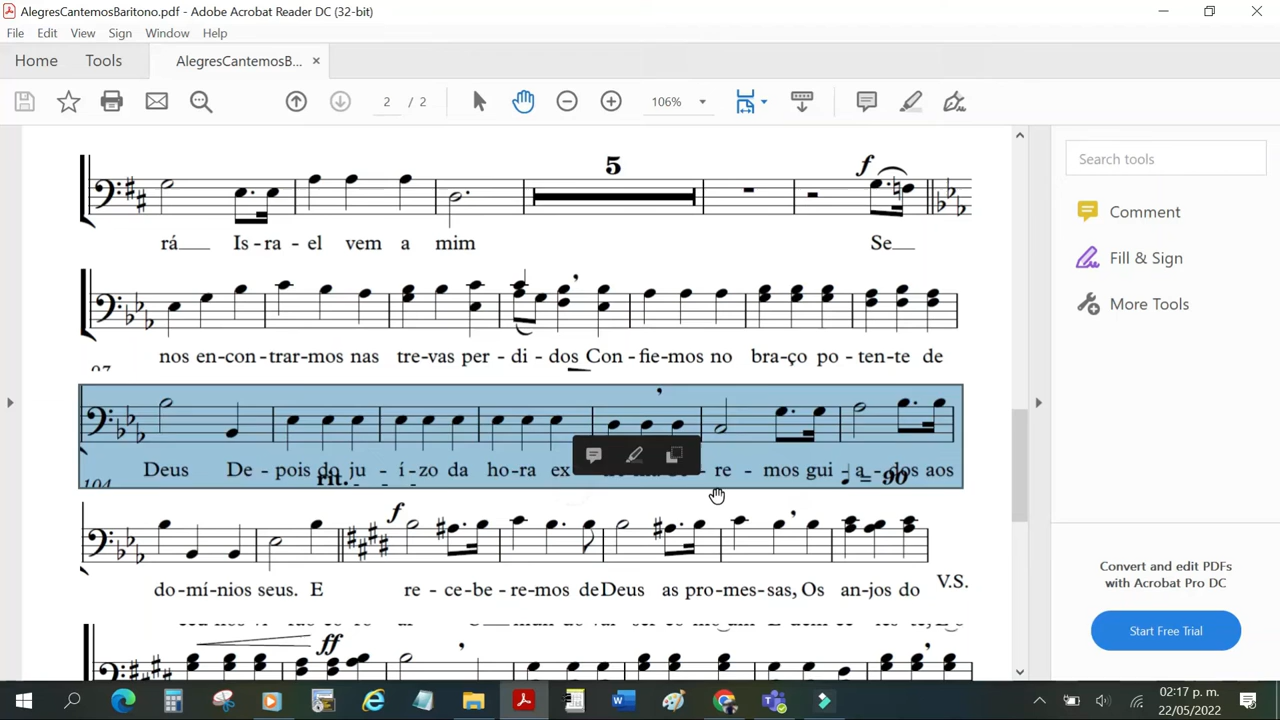 AlegresCantemosBaritono.pdf - Adobe Acrobat Reader DC (32-bit)
File Edit View Sign Window Help
Home Tools AlegresCantemosB... ×
2 / 2 106%
Search tools
Comment
Fill & Sign
More Tools
5 f
rá Is-ra-el vem a mim Se
nos en-con-trar-mos nas tre-vas per-di-dos Con-fie-mos no bra-ço po-ten-te de
Deus De-pois do ju-í-zo da ho-ra ex re-mos gui-a-dos aos
104 rit. = 90
f
do-mí-nios seus. E re-ce-be-re-mos deDeus as pro-mes-sas, Os an-jos do V.S.
ff
Convert and edit PDFs
with Acrobat Pro DC
Start Free Trial
02:17 p. m.
22/05/2022